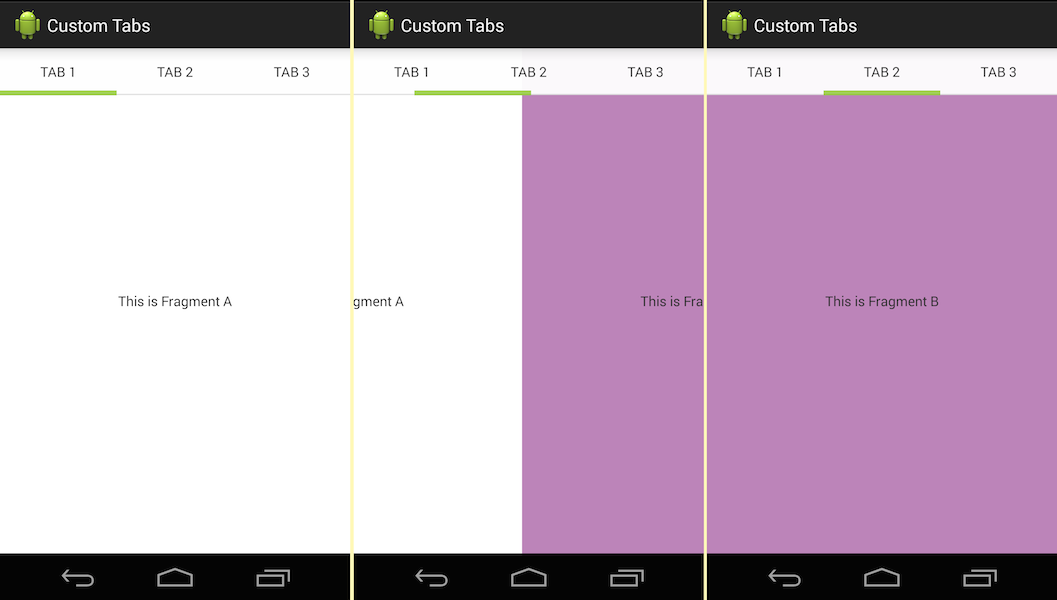 Custom Tabs
TAB 1 TAB 2 TAB 3
This is Fragment A
Custom Tabs
TAB 1 TAB 2 TAB 3
gment A This is Fra
Custom Tabs
TAB 1 TAB 2 TAB 3
This is Fragment B